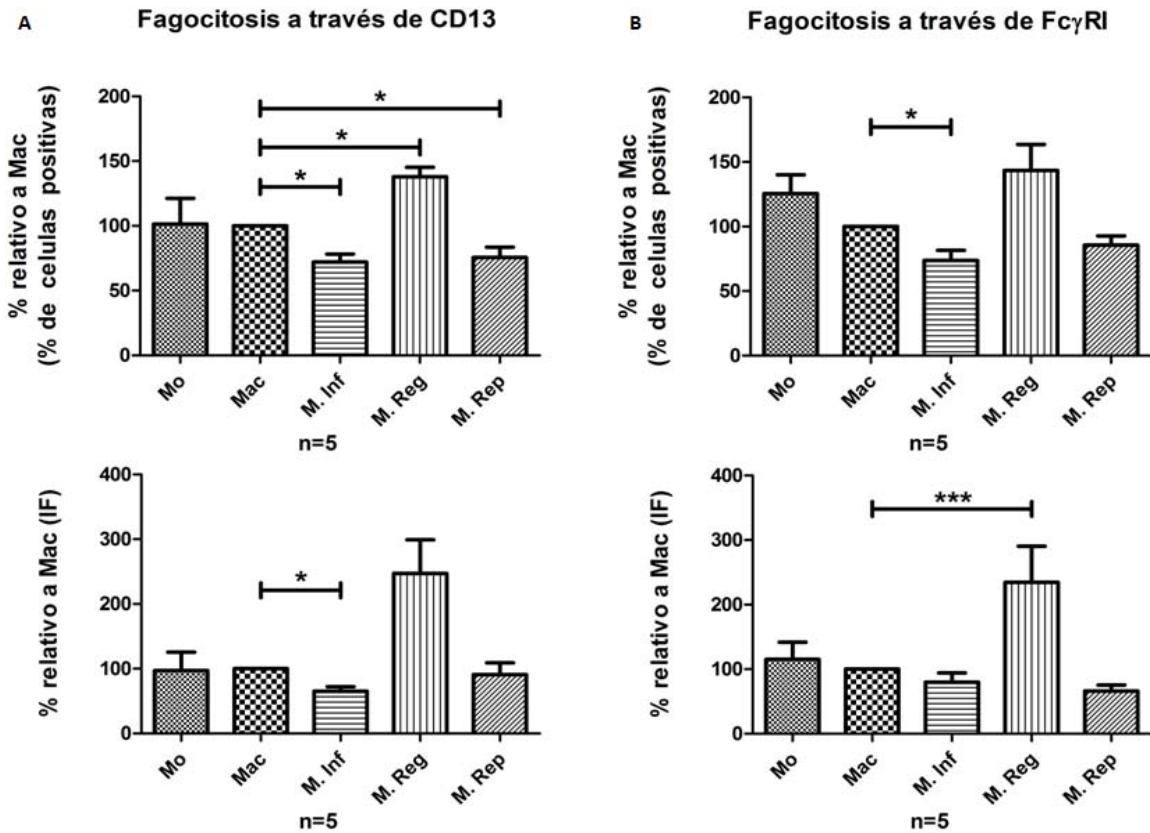 A
Fagocitosis a través de CD13
% relativo a Mac
(% de celulas positivas)
200
150
100
50
0
*
*
*
Mo
Mac
M. Inf
M. Reg
M. Rep
n=5
% relativo a Mac (IF)
400
300
200
100
0
*
Mo
Mac
M. Inf
M. Reg
M. Rep
n=5
B
Fagocitosis a través de FcγRI
% relativo a Mac
(% de celulas positivas)
200
150
100
50
0
*
Mo
Mac
M. Inf
M. Reg
M. Rep
n=5
% relativo a Mac (IF)
400
300
200
100
0
***
Mo
Mac
M. Inf
M. Reg
M. Rep
n=5